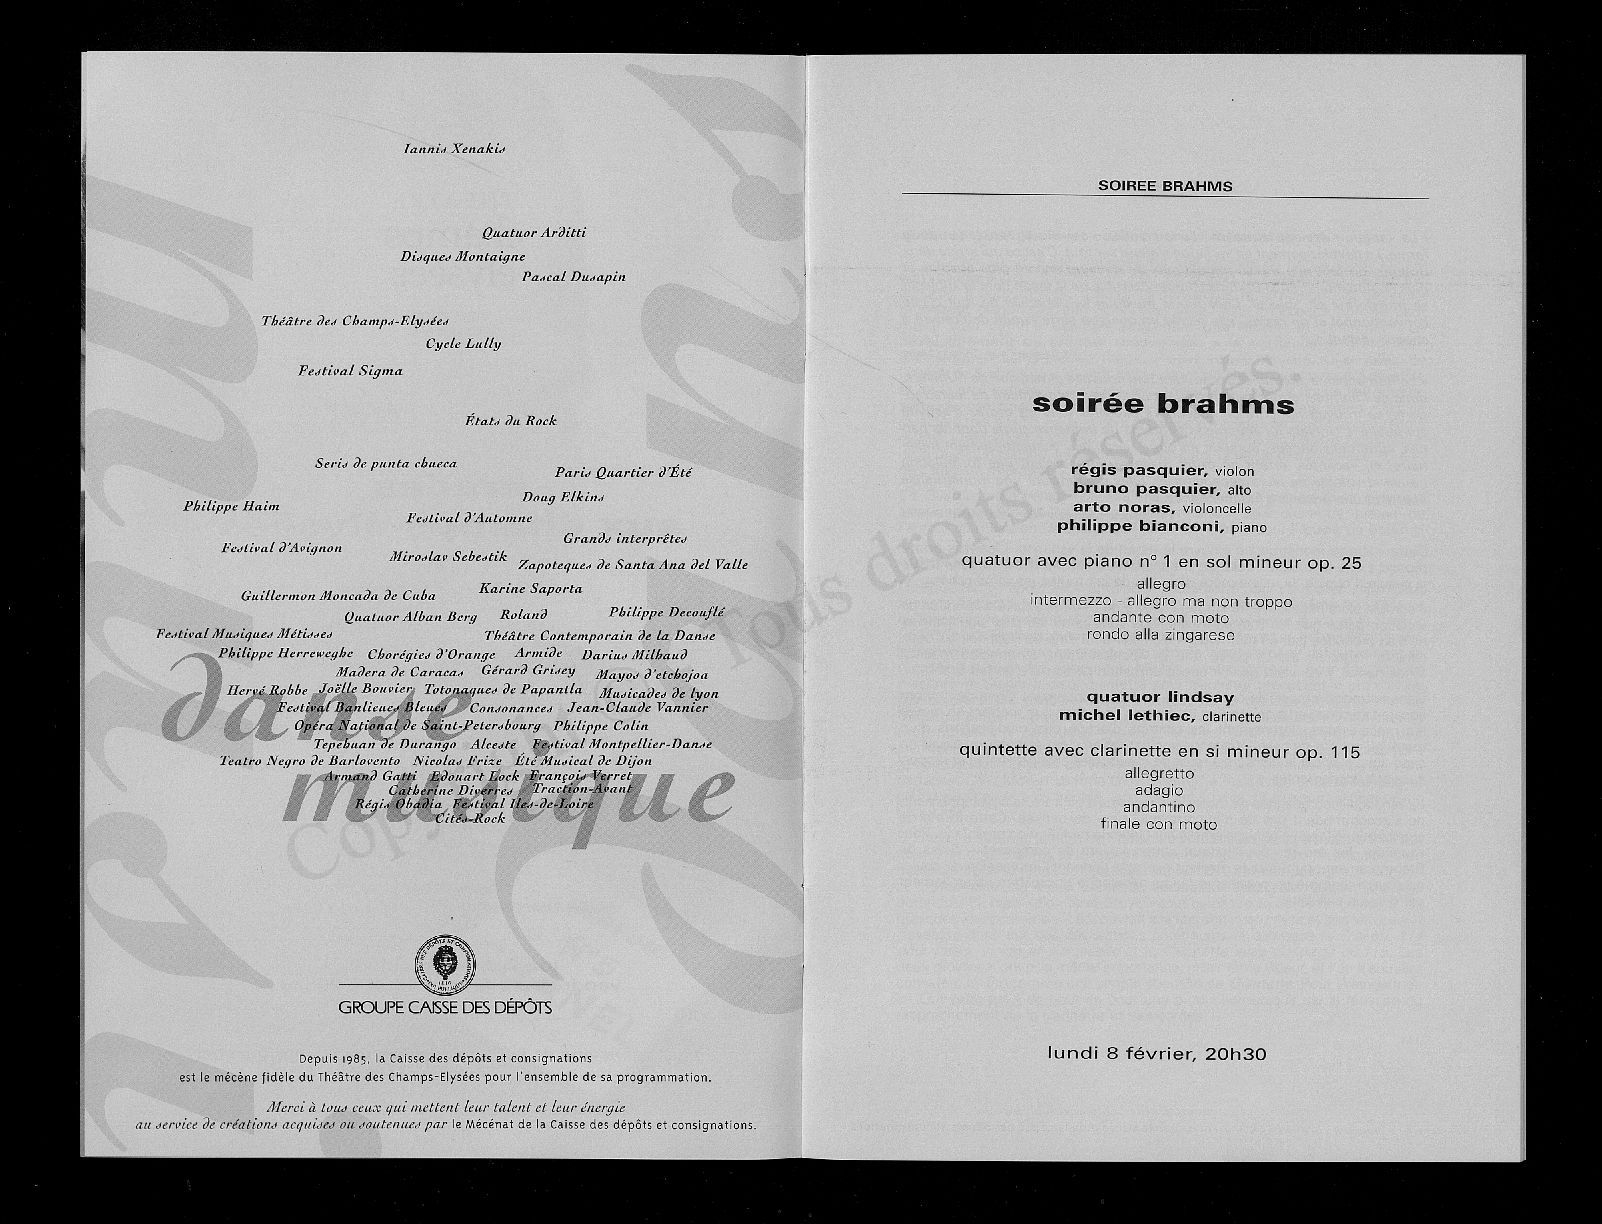 Iannis Xenakis
Quatuor Arditti
Disques Montaigne
Pascal Dusapin
Théâtre des Champs-Elysées
Cycle Lully
Festival Sigma
États du Rock
Seris de punta chueca
Paris Quartier d'Été
Doug Elkins
Philippe Haim
Festival d'Automne
Grands interprêtes
Festival d'Avignon
Miroslav Sebestik
Zapoteques de Santa Ana del Valle
Karine Saporta
Guillermon Moncada de Cuba
Quatuor Alban Berg Roland Philippe Decouflé
Festival Musiques Métisses Théâtre Contemporain de la Danse
Philippe Herreweghe Chorégies d'Orange Armide Darius Milhaud
Madera de Caracas Gérard Grisey Mayos d'etchojoa
Hervé Robbe Joëlle Bouvier Totonaques de Papantla Musicades de lyon
Festival Banlieues Bleues Consonances Jean-Claude Vannier
Opéra National de Saint-Petersbourg Philippe Colin
Tepehuan de Durango Alceste Festival Montpellier-Danse
Teatro Negro de Barlovento Nicolas Frize Été Musical de Dijon
Armand Gatti Edouart Lock François Verret
Catherine Diverres Traction-Avant
Régis Obadia Festival Iles-de-Loire
Cités-Rock
danse
musique
GROUPE CAISSE DES DÉPÔTS
Depuis 1985, la Caisse des dépôts et consignations
est le mécène fidèle du Théâtre des Champs-Elysées pour l'ensemble de sa programmation.
Merci à tous ceux qui mettent leur talent et leur énergie
au service de créations acquises ou soutenues par le Mécénat de la Caisse des dépôts et consignations.
SOIREE BRAHMS
soirée brahms
régis pasquier, violon
bruno pasquier, alto
arto noras, violoncelle
philippe bianconi, piano
quatuor avec piano n° 1 en sol mineur op. 25
allegro
intermezzo - allegro ma non troppo
andante con moto
rondo alla zingarese
quatuor lindsay
michel lethiec, clarinette
quintette avec clarinette en si mineur op. 115
allegretto
adagio
andantino
finale con moto
lundi 8 février, 20h30
Tous droits réservés.